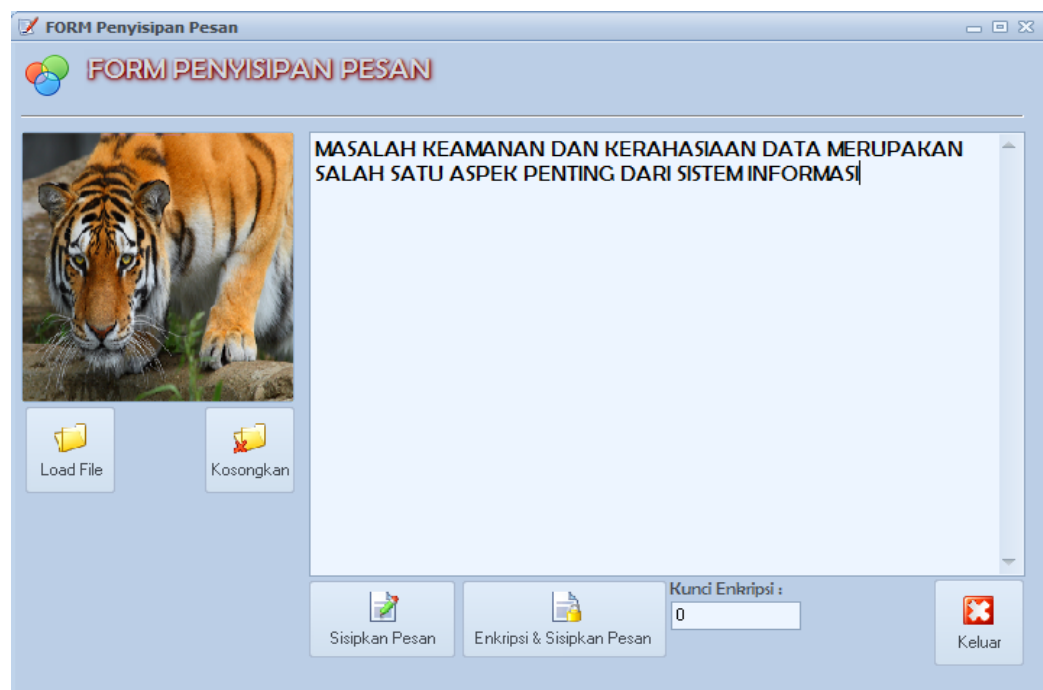 FORM Penyisipan Pesan
FORM PENYISIPAN PESAN
MASALAH KEAMANAN DAN KERAHASIAAN DATA MERUPAKAN
SALAH SATU ASPEK PENTING DARI SISTEM INFORMASI
Load File
Kosongkan
Sisipkan Pesan
Enkripsi & Sisipkan Pesan
Kunci Enkripsi :
0
Keluar